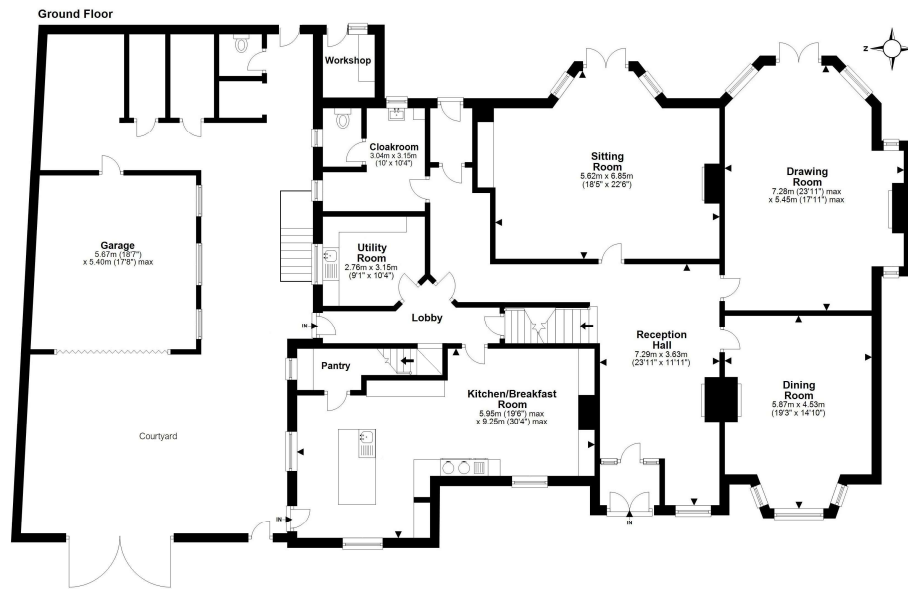 Ground Floor
Z
Workshop
Cloakroom
3.04m x 3.15m
(10' x 10'4")
Sitting
Room
5.62m x 6.85m
(18'5" x 22'6")
Drawing
Room
7.28m (23'11") max
x 5.45m (17'11") max
Garage
5.67m (18'7")
x 5.40m (17'8") max
Utility
Room
2.76m x 3.15m
(9'1" x 10'4")
IN
Lobby
Reception
Hall
7.29m x 3.63m
(23'11" x 11'11")
Pantry
Kitchen/Breakfast
Room
5.95m (19'6") max
x 9.25m (30'4") max
Dining
Room
5.87m x 4.53m
(19'3" x 14'10")
Courtyard
IN
IN